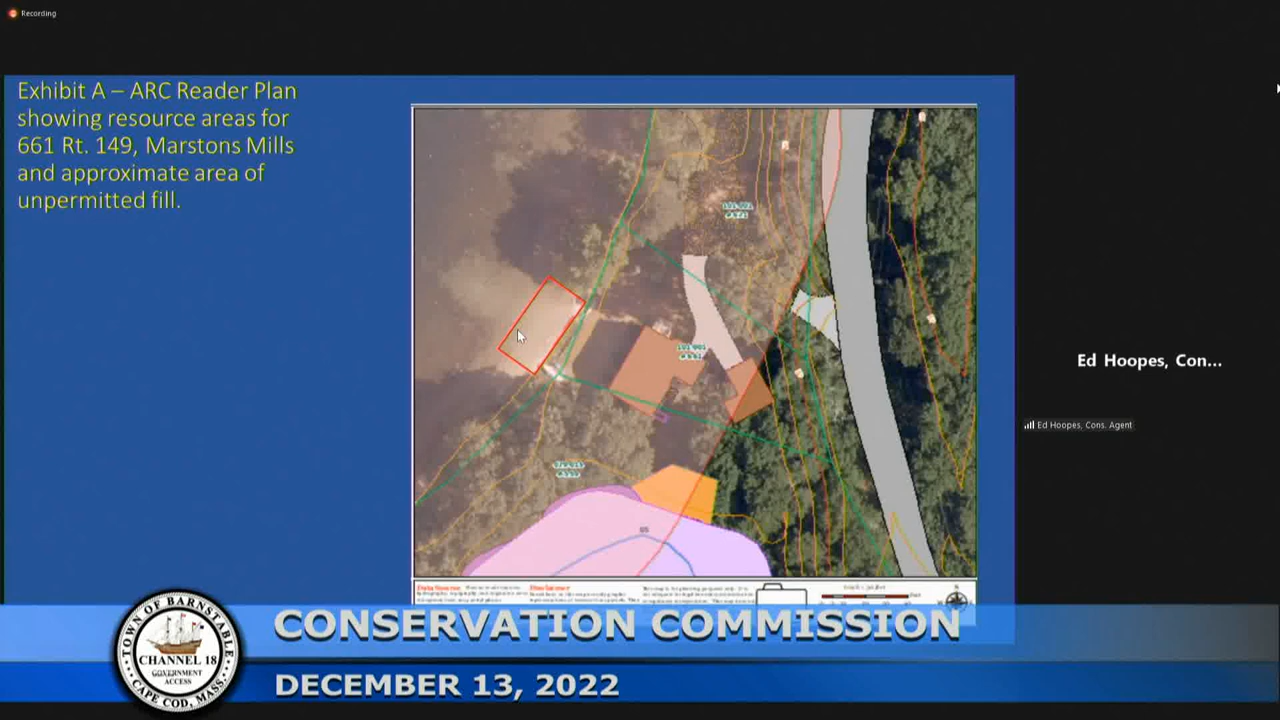 Recording
Exhibit A – ARC Reader Plan
showing resource areas for
661 Rt. 149, Marstons Mills
and approximate area of
unpermitted fill.
Ed Hoopes, Con...
Ed Hoopes, Cons. Agent
TOWN OF BARNSTABLE
CHANNEL 18
GOVERNMENT
ACCESS
CAPE COD, MASS.
CONSERVATION COMMISSION
DECEMBER 13, 2022